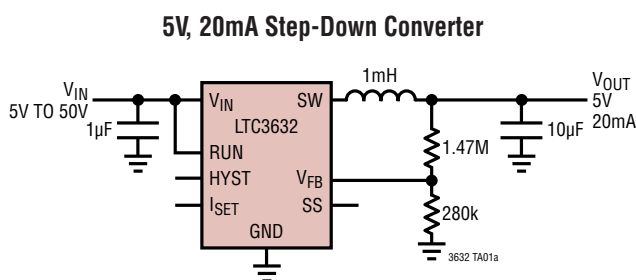 5V, 20mA Step-Down Converter
1mH
VIN
5V TO 50V
1µF
VIN
SW
LTC3632
RUN
HYST
VFB
ISET
SS
GND
VOUT
5V
20mA
10µF
1.47M
280k
3632 TA01a